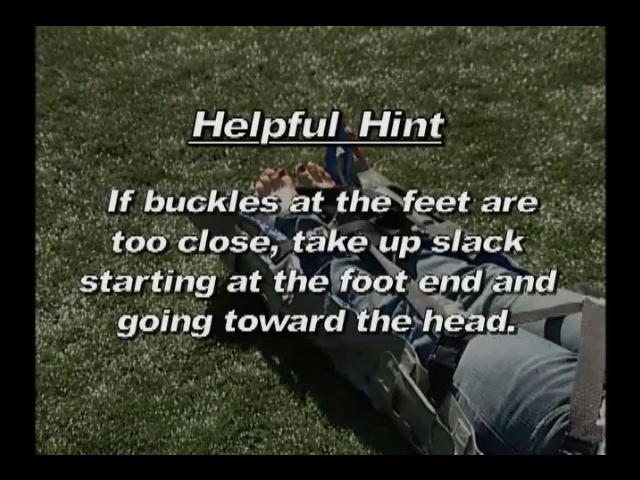 Helpful Hint
If buckles at the feet are
too close, take up slack
starting at the foot end and
going toward the head.